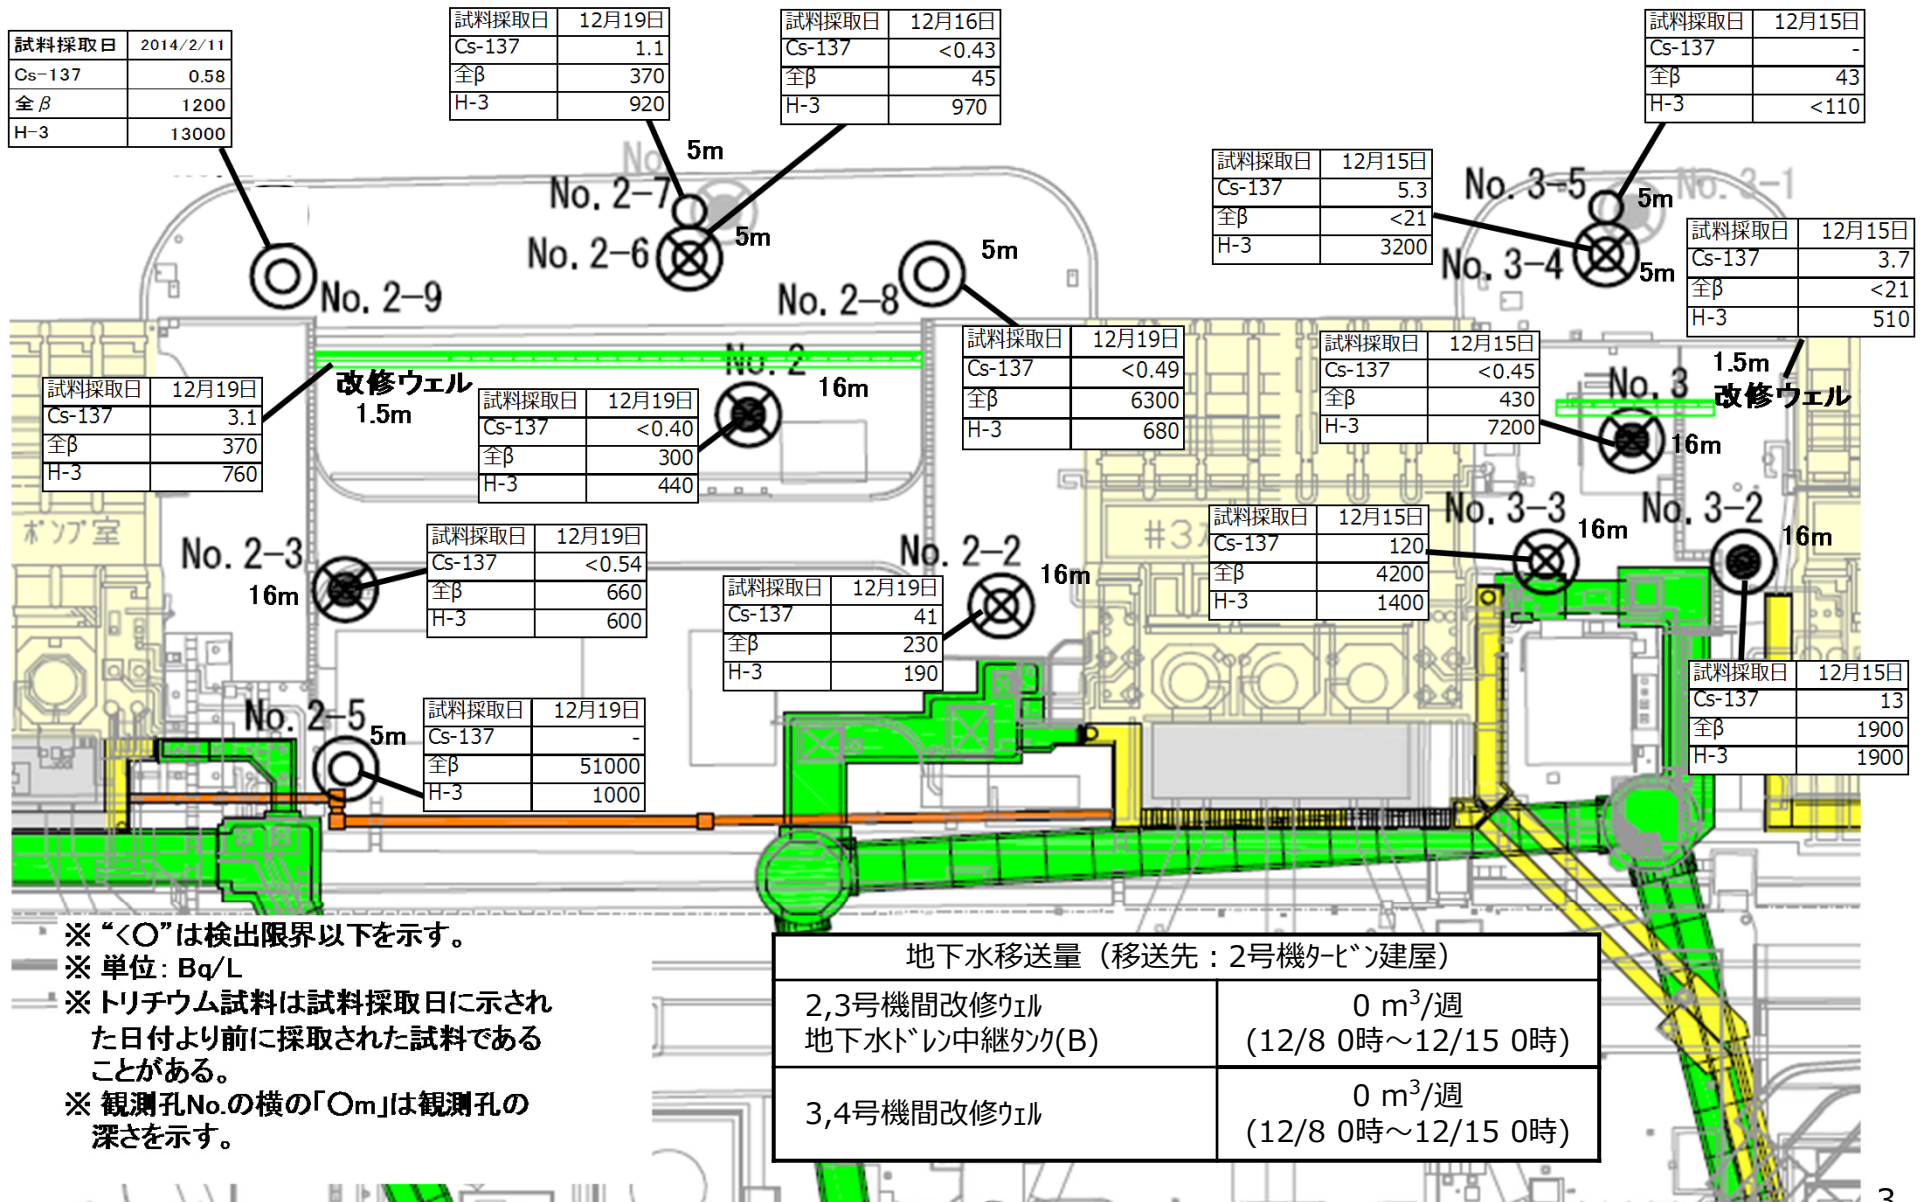 試料採取日 2014/2/11
Cs-137 0.58
全β 1200
H-3 13000
試料採取日 12月19日
Cs-137 1.1
全β 370
H-3 920
試料採取日 12月16日
Cs-137 <0.43
全β 45
H-3 970
試料採取日 12月15日
Cs-137 -
全β 43
H-3 <110
No 5m
No. 2-7
No. 2-6 5m
No. 2-9
No. 2-8 5m
試料採取日 12月15日
Cs-137 5.3
全β <21
H-3 3200
No. 3-5 5m No. 3-1
No. 3-4 5m
試料採取日 12月15日
Cs-137 3.7
全β <21
H-3 510
試料採取日 12月19日
Cs-137 3.1
全β 370
H-3 760
改修ウェル
1.5m
試料採取日 12月19日
Cs-137 <0.40
全β 300
H-3 440
No. 2 16m
試料採取日 12月19日
Cs-137 <0.49
全β 6300
H-3 680
試料採取日 12月15日
Cs-137 <0.45
全β 430
H-3 7200
No. 3 16m
1.5m
改修ウェル
ポンプ室
No. 2-3
16m
試料採取日 12月19日
Cs-137 <0.54
全β 660
H-3 600
No. 2-2 16m
試料採取日 12月19日
Cs-137 41
全β 230
H-3 190
#3
試料採取日 12月15日
Cs-137 120
全β 4200
H-3 1400
No. 3-3 16m
No. 3-2 16m
試料採取日 12月15日
Cs-137 13
全β 1900
H-3 1900
No. 2-5 5m
試料採取日 12月19日
Cs-137 -
全β 51000
H-3 1000
※ “<〇”は検出限界以下を示す。
※ 単位: Bq/L
※ トリチウム試料は試料採取日に示され
た日付より前に採取された試料である
ことがある。
※ 観測孔No.の横の「〇m」は観測孔の
深さを示す。
地下水移送量（移送先：2号機ﾀｰﾋﾞﾝ建屋）
2,3号機間改修ｳｪﾙ 0 m³/週
地下水ﾄﾞﾚﾝ中継ﾀﾝｸ(B) (12/8 0時～12/15 0時)
3,4号機間改修ｳｪﾙ 0 m³/週
(12/8 0時～12/15 0時)
3